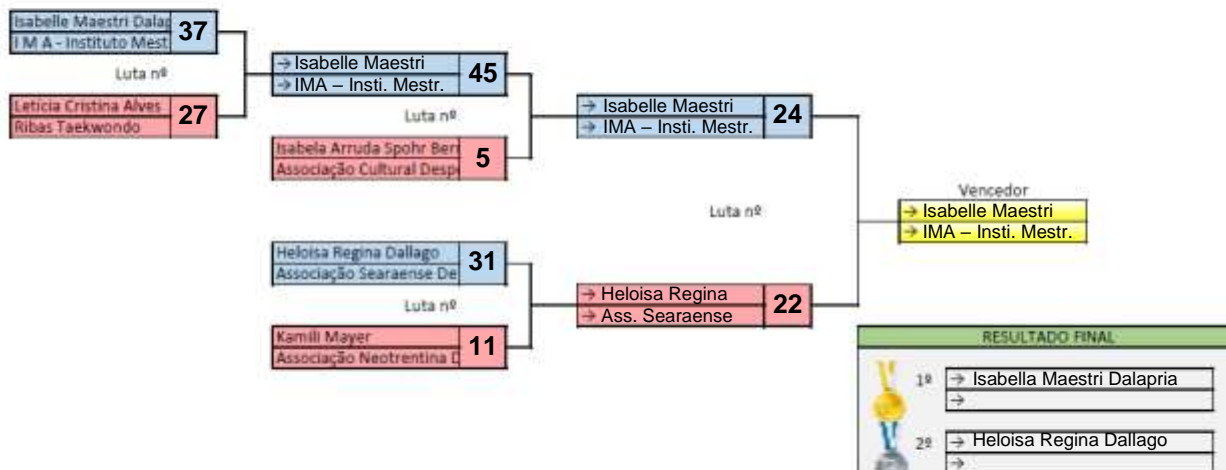 Isabelle Maestri Dalap
37
I M A - Instituto Mest
Luta nº
Letícia Cristina Alves
27
Ribas Taekwondo
→ Isabelle Maestri
45
→ IMA – Insti. Mestr.
Luta nº
Isabela Arruda Spohr Berr
5
Associação Cultural Despo
→ Isabelle Maestri
24
→ IMA – Insti. Mestr.
Luta nº
Heloisa Regina Dallago
31
Associação Searaense De
Luta nº
Kamili Mayer
11
Associação Neotrentina D
→ Heloisa Regina
22
→ Ass. Searaense
Vencedor
→ Isabelle Maestri
→ IMA – Insti. Mestr.
RESULTADO FINAL
1º → Isabella Maestri Dalapria
→
2º → Heloisa Regina Dallago
→